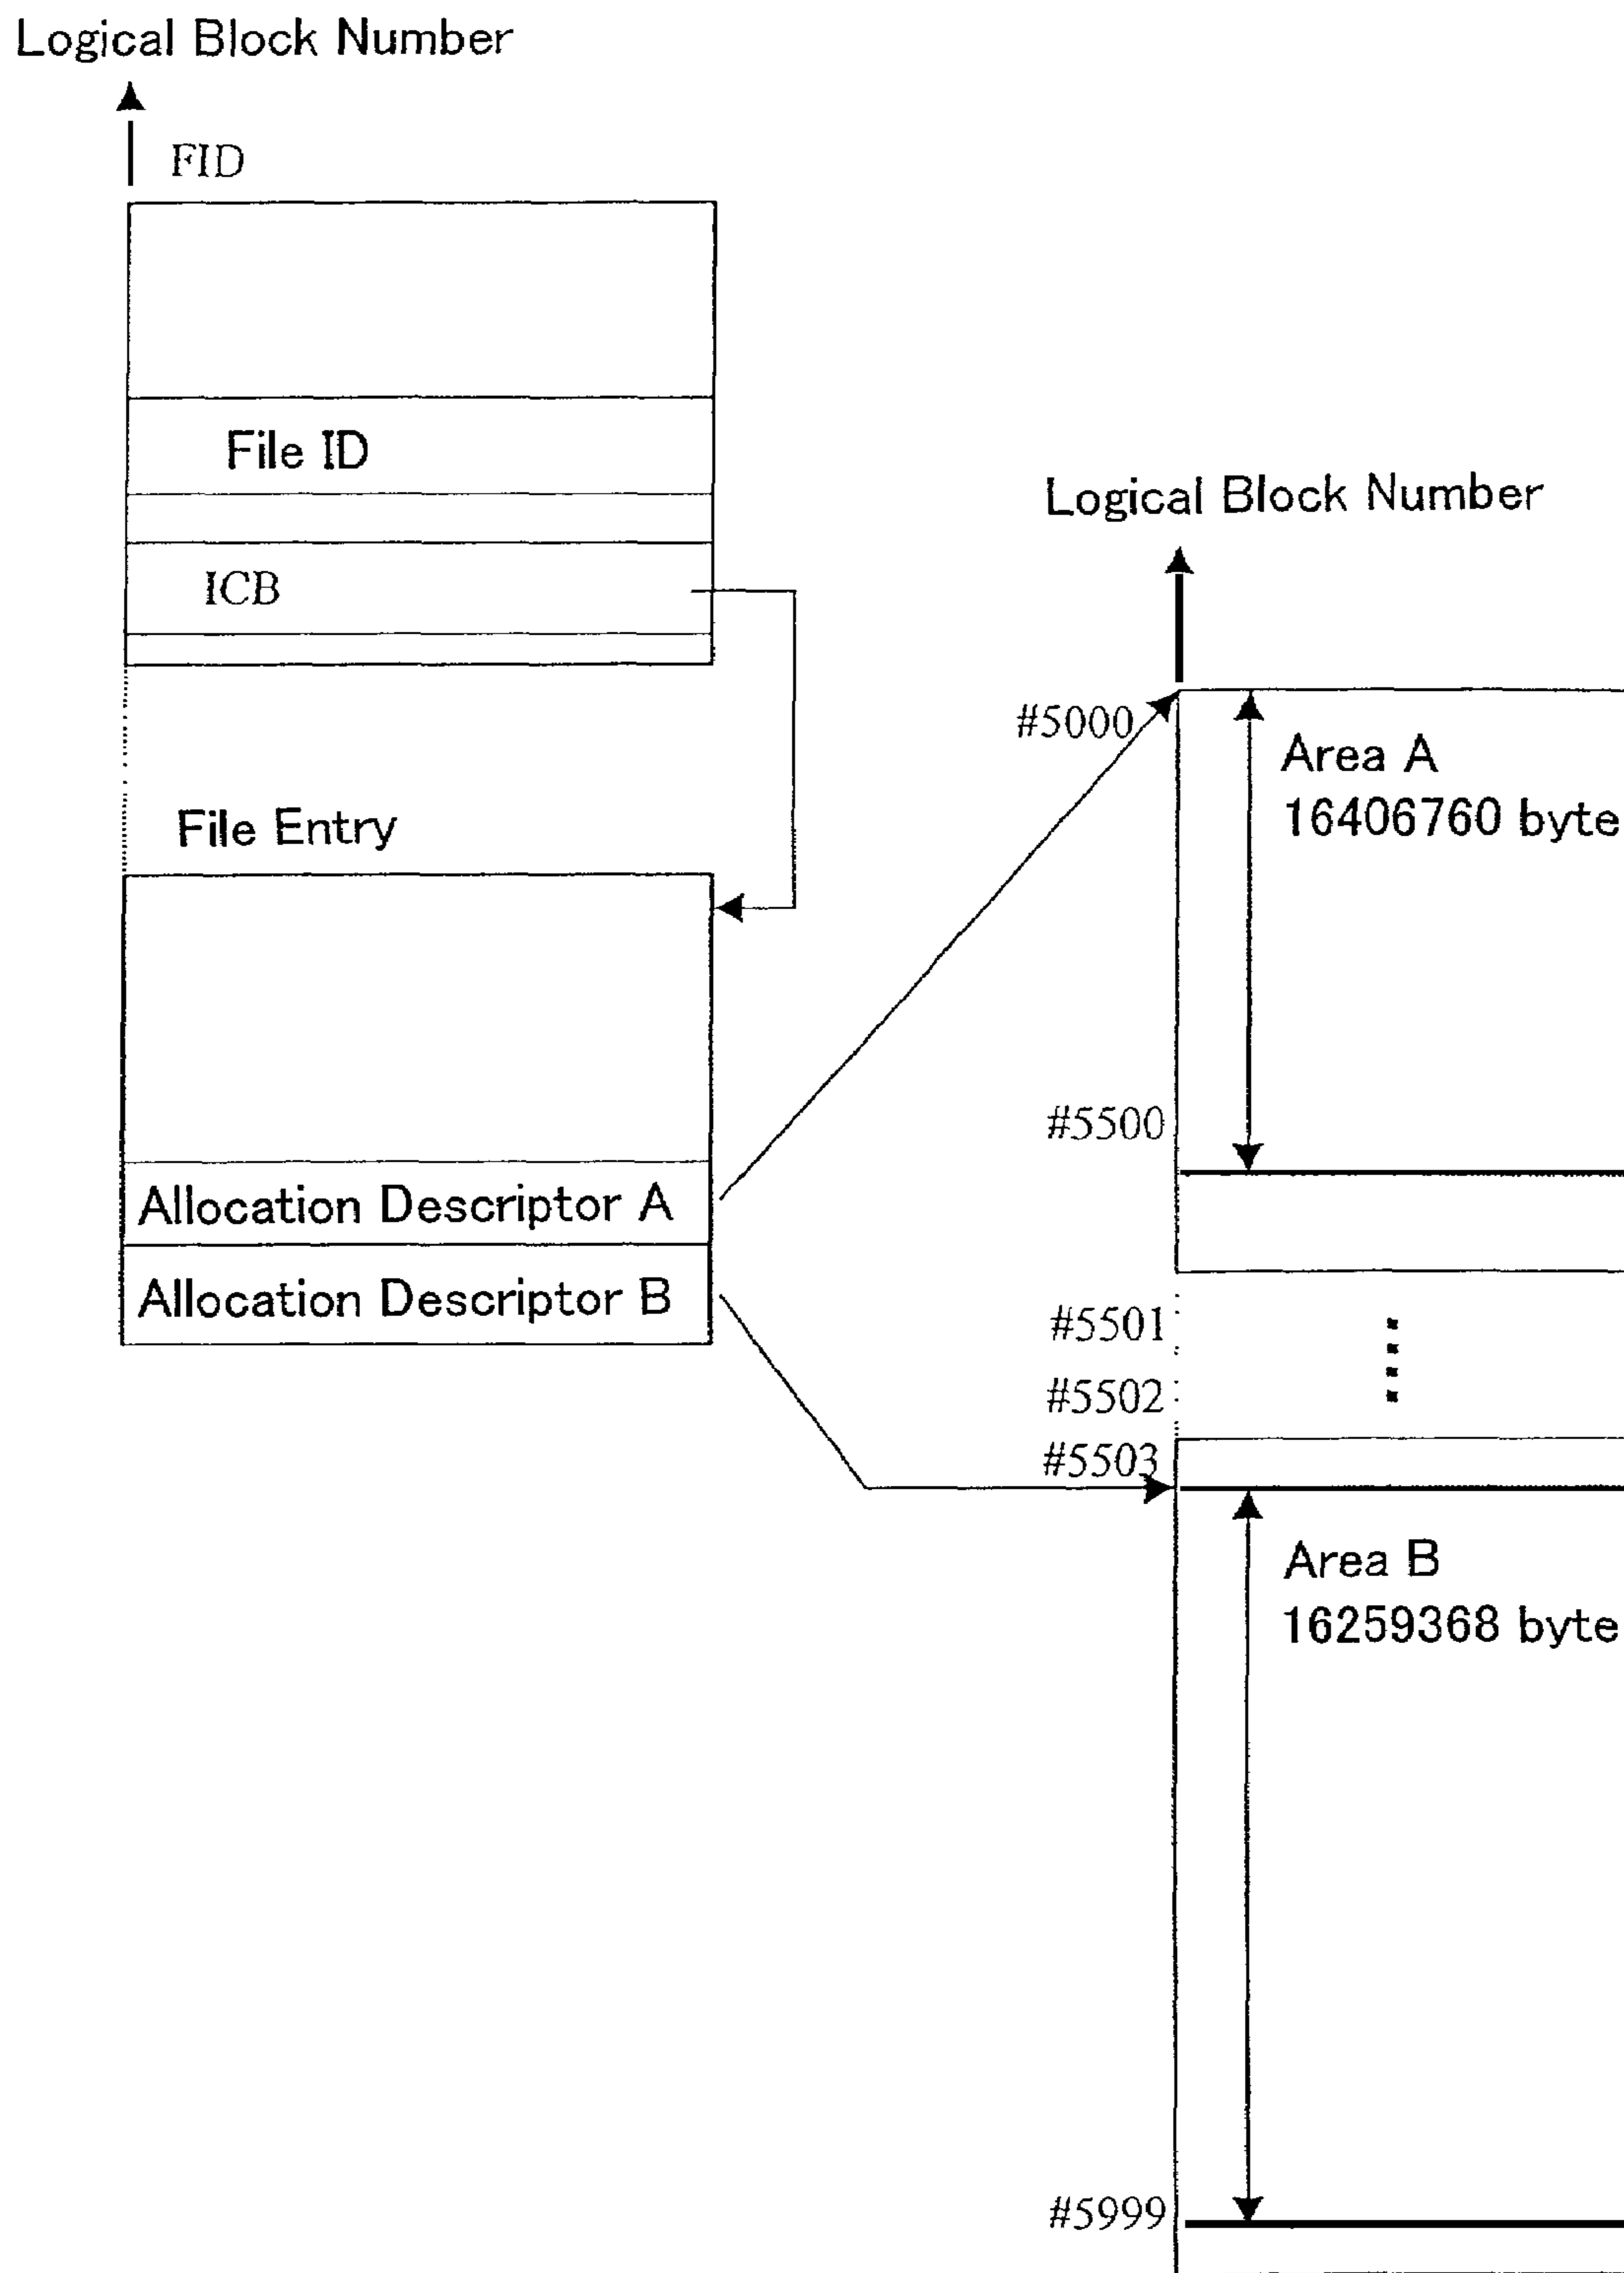 Logical Block Number
FID
File ID
ICB
File Entry
Allocation Descriptor A
Allocation Descriptor B
Logical Block Number
#5000
Area A
16406760 byte
#5500
#5501
#5502
#5503
Area B
16259368 byte
#5999